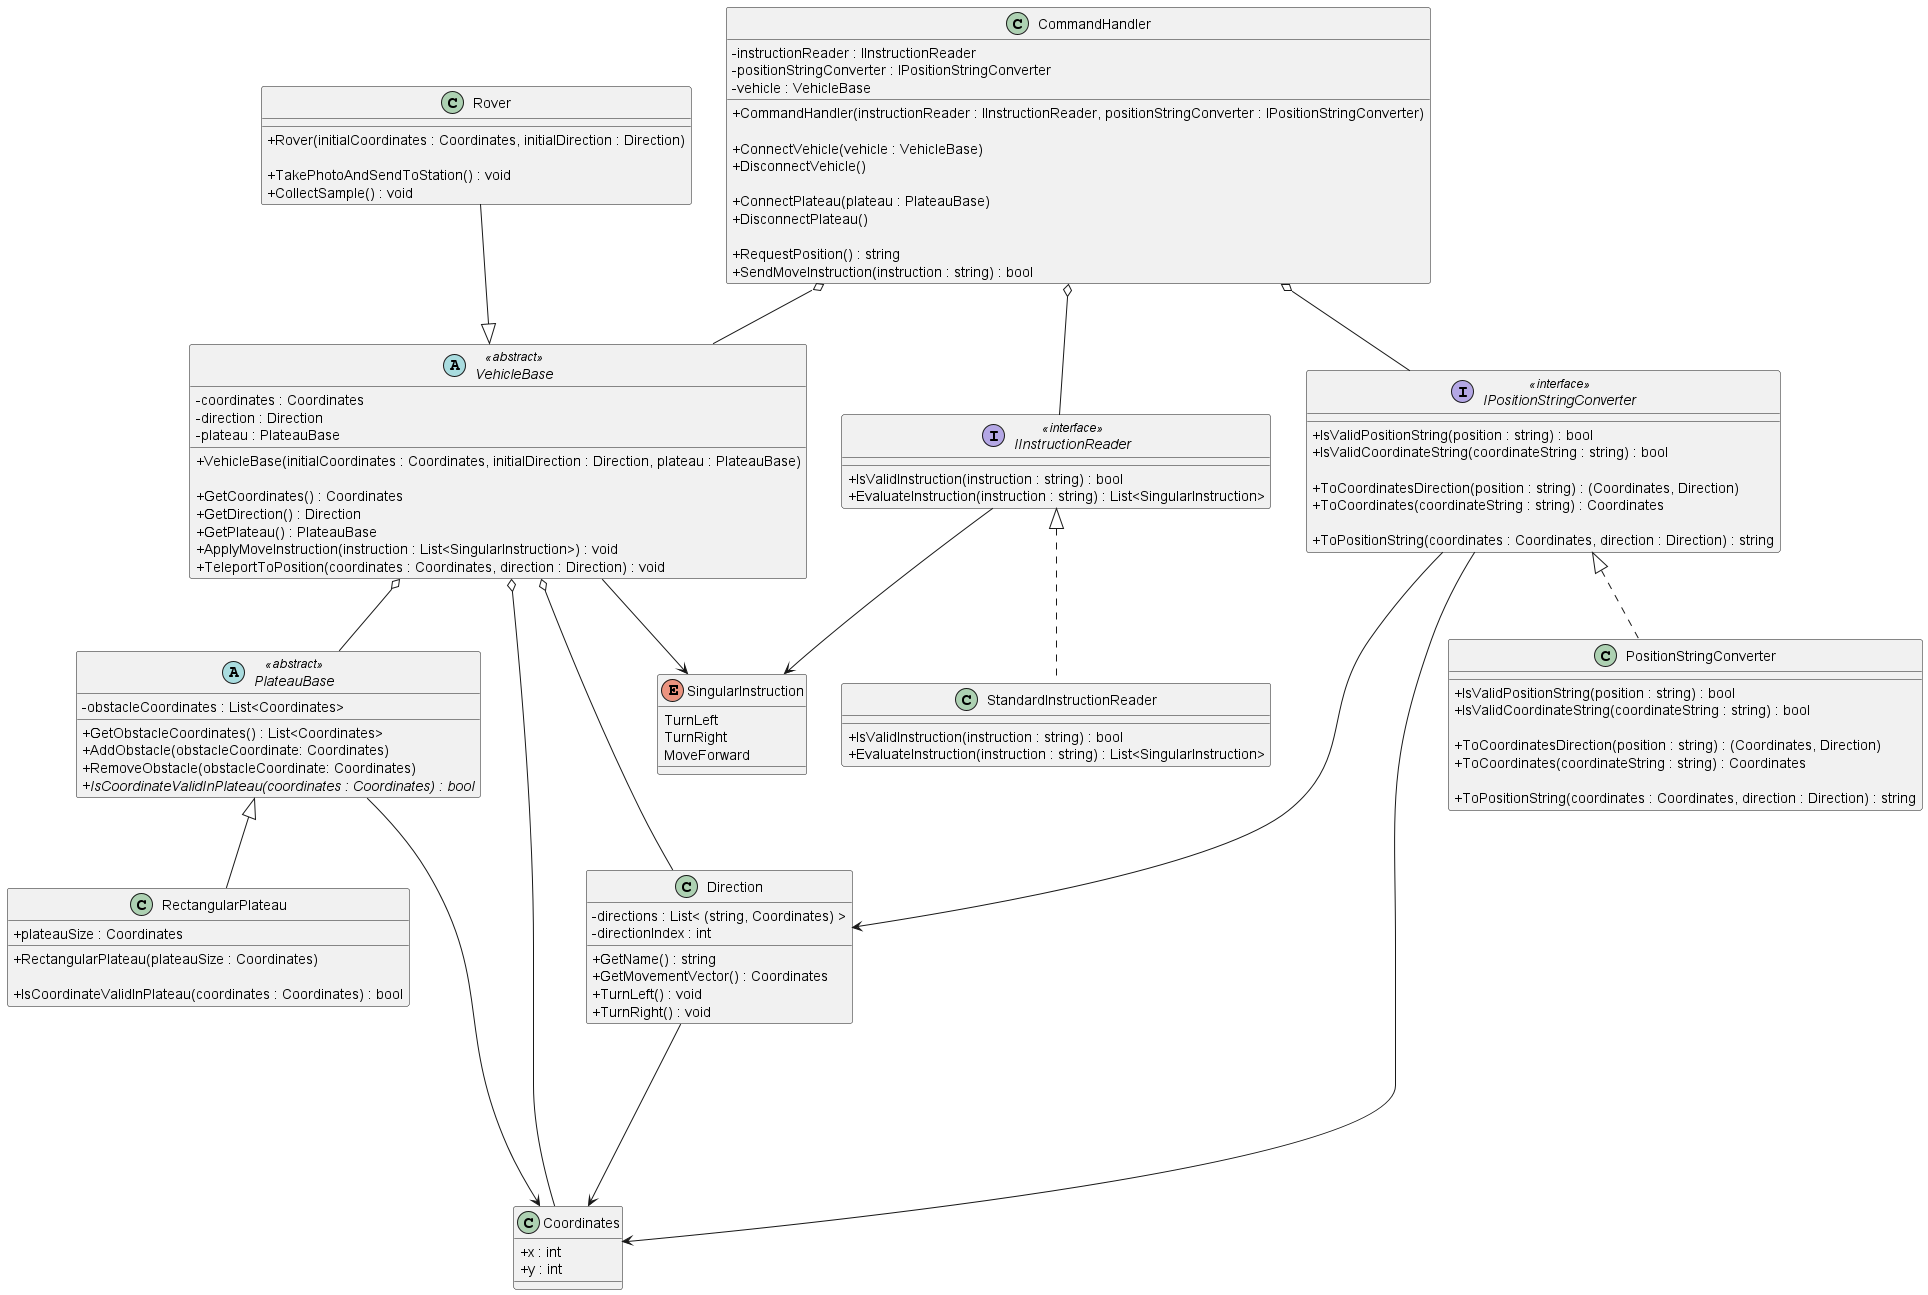 C CommandHandler
-instructionReader : IInstructionReader
-positionStringConverter : IPositionStringConverter
-vehicle : VehicleBase
+CommandHandler(instructionReader : IInstructionReader, positionStringConverter : IPositionStringConverter)
+ConnectVehicle(vehicle : VehicleBase)
+DisconnectVehicle()
+ConnectPlateau(plateau : PlateauBase)
+DisconnectPlateau()
+RequestPosition() : string
+SendMoveInstruction(instruction : string) : bool
C Rover
+Rover(initialCoordinates : Coordinates, initialDirection : Direction)
+TakePhotoAndSendToStation() : void
+CollectSample() : void
A «abstract»
VehicleBase
-coordinates : Coordinates
-direction : Direction
-plateau : PlateauBase
+VehicleBase(initialCoordinates : Coordinates, initialDirection : Direction, plateau : PlateauBase)
+GetCoordinates() : Coordinates
+GetDirection() : Direction
+GetPlateau() : PlateauBase
+ApplyMoveInstruction(instruction : List<SingularInstruction>) : void
+TeleportToPosition(coordinates : Coordinates, direction : Direction) : void
I «interface»
IInstructionReader
+IsValidInstruction(instruction : string) : bool
+EvaluateInstruction(instruction : string) : List<SingularInstruction>
I «interface»
IPositionStringConverter
+IsValidPositionString(position : string) : bool
+IsValidCoordinateString(coordinateString : string) : bool
+ToCoordinatesDirection(position : string) : (Coordinates, Direction)
+ToCoordinates(coordinateString : string) : Coordinates
+ToPositionString(coordinates : Coordinates, direction : Direction) : string
A «abstract»
PlateauBase
-obstacleCoordinates : List<Coordinates>
+GetObstacleCoordinates() : List<Coordinates>
+AddObstacle(obstacleCoordinate: Coordinates)
+RemoveObstacle(obstacleCoordinate: Coordinates)
+IsCoordinateValidInPlateau(coordinates : Coordinates) : bool
E SingularInstruction
TurnLeft
TurnRight
MoveForward
C StandardInstructionReader
+IsValidInstruction(instruction : string) : bool
+EvaluateInstruction(instruction : string) : List<SingularInstruction>
C PositionStringConverter
+IsValidPositionString(position : string) : bool
+IsValidCoordinateString(coordinateString : string) : bool
+ToCoordinatesDirection(position : string) : (Coordinates, Direction)
+ToCoordinates(coordinateString : string) : Coordinates
+ToPositionString(coordinates : Coordinates, direction : Direction) : string
C RectangularPlateau
+plateauSize : Coordinates
+RectangularPlateau(plateauSize : Coordinates)
+IsCoordinateValidInPlateau(coordinates : Coordinates) : bool
C Direction
-directions : List< (string, Coordinates) >
-directionIndex : int
+GetName() : string
+GetMovementVector() : Coordinates
+TurnLeft() : void
+TurnRight() : void
C Coordinates
+x : int
+y : int